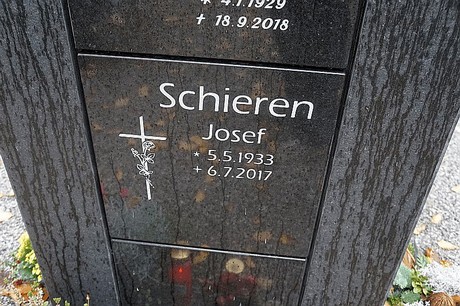 * 4.1.1929
+ 18.9.2018
Schieren
Josef
* 5.5.1933
+ 6.7.2017